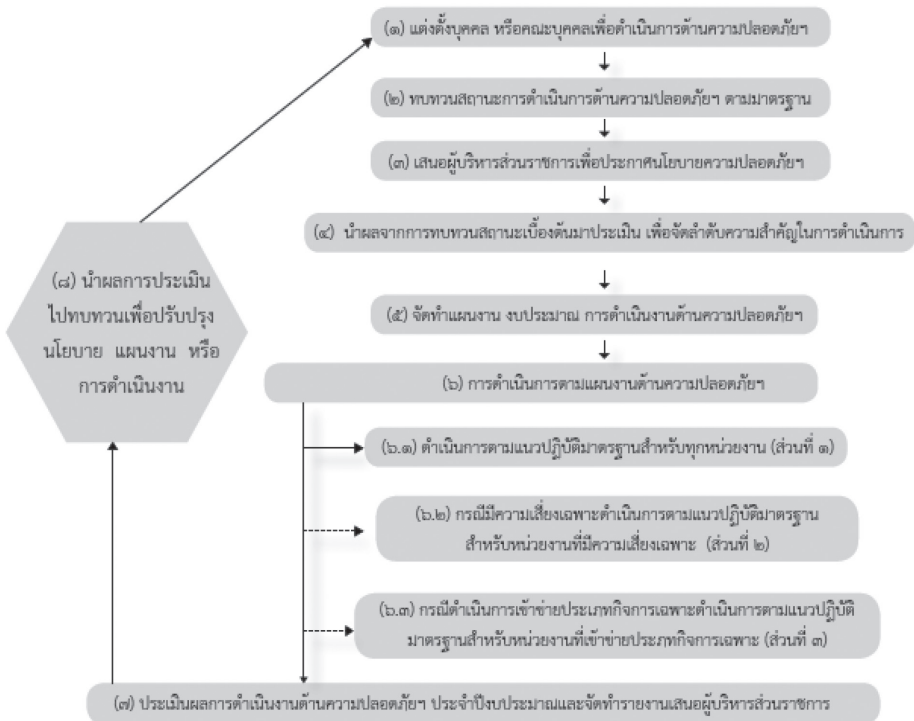 (๑) แต่งตั้งบุคคล หรือคณะบุคคลเพื่อดำเนินการด้านความปลอดภัยฯ
(๒) ทบทวนสถานะการดำเนินการด้านความปลอดภัยฯ ตามมาตรฐาน
(๓) เสนอผู้บริหารส่วนราชการเพื่อประกาศนโยบายความปลอดภัยฯ
(๔) นำผลจากการทบทวนสถานะเบื้องต้นมาประเมิน เพื่อจัดลำดับความสำคัญในการดำเนินการ
(๕) จัดทำแผนงาน งบประมาณ การดำเนินงานด้านความปลอดภัยฯ
(๖) การดำเนินการตามแผนงานด้านความปลอดภัยฯ
(๖.๑) ดำเนินการตามแนวปฏิบัติมาตรฐานสำหรับทุกหน่วยงาน (ส่วนที่ ๑)
(๖.๒) กรณีมีความเสี่ยงเฉพาะดำเนินการตามแนวปฏิบัติมาตรฐาน
สำหรับหน่วยงานที่มีความเสี่ยงเฉพาะ (ส่วนที่ ๒)
(๖.๓) กรณีดำเนินการเข้าข่ายประเภทกิจการเฉพาะดำเนินการตามแนวปฏิบัติ
มาตรฐานสำหรับหน่วยงานที่เข้าข่ายประเภทกิจการเฉพาะ (ส่วนที่ ๓)
(๗) ประเมินผลการดำเนินงานด้านความปลอดภัยฯ ประจำปีงบประมาณและจัดทำรายงานเสนอผู้บริหารส่วนราชการ
(๘) นำผลการประเมิน
ไปทบทวนเพื่อปรับปรุง
นโยบาย แผนงาน หรือ
การดำเนินงาน